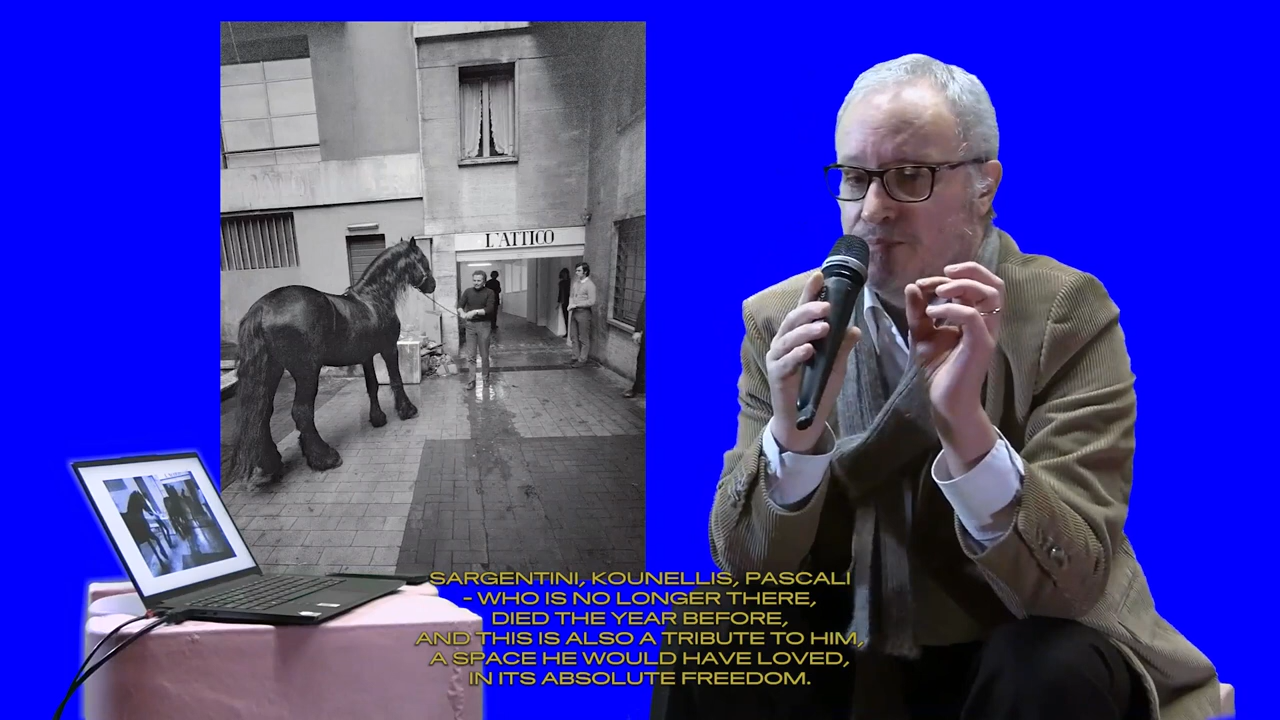 L'ATTICO
SARGENTINI, KOUNELLIS, PASCALI
- WHO IS NO LONGER THERE,
DIED THE YEAR BEFORE,
AND THIS IS ALSO A TRIBUTE TO HIM,
A SPACE HE WOULD HAVE LOVED,
IN ITS ABSOLUTE FREEDOM.